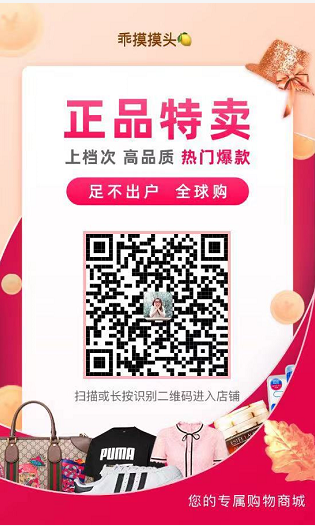 乖摸摸头🍋
正品特卖
上档次 高品质 热门爆款
足不出户 全球购
扫描或长按识别二维码进入店铺
PUMA
您的专属购物商城